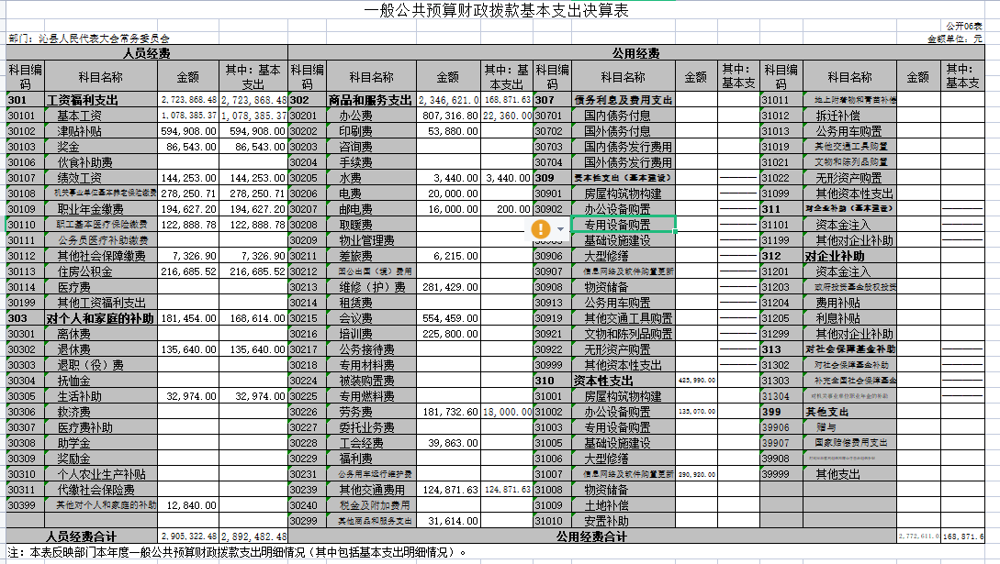 一般公共预算财政拨款基本支出决算表
公开06表
部门：沁县人民代表大会常务委员会 金额单位：元
人员经费 公用经费
科目编码 科目名称 金额 其中：基本支出 科目编码 科目名称 金额 其中：基本支出 科目编码 科目名称 金额 其中：基本支 科目编码 科目名称 金额 其中：基本支
301 工资福利支出 2,723,868.48 2,723,868.48 302 商品和服务支出 2,346,621.0 168,871.63 307 债务利息及费用支出 31011 地上附着物和青苗补偿
30101 基本工资 1,078,385.37 1,078,385.37 30201 办公费 807,316.80 22,360.00 30701 国内债务付息 31012 拆迁补偿
30102 津贴补贴 594,908.00 594,908.00 30202 印刷费 53,880.00 30702 国外债务付息 31013 公务用车购置
30103 奖金 86,543.00 86,543.00 30203 咨询费 30703 国内债务发行费用 31019 其他交通工具购置
30106 伙食补助费 30204 手续费 30704 国外债务发行费用 31021 文物和陈列品购置
30107 绩效工资 144,253.00 144,253.00 30205 水费 3,440.00 3,440.00 309 资本性支出（基本建设） 31022 无形资产购置
30108 机关事业单位基本养老保险缴费 278,250.71 278,250.71 30206 电费 20,000.00 30901 房屋构筑物购建 31099 其他资本性支出
30109 职业年金缴费 194,627.20 194,627.20 30207 邮电费 16,000.00 200.00 30902 办公设备购置 311 对企业补助（基本建设）
30110 职工基本医疗保险缴费 122,888.78 122,888.78 30208 取暖费 专用设备购置 31101 资本金注入
30111 公务员医疗补助缴费 30209 物业管理费 基础设施建设 31199 其他对企业补助
30112 其他社会保障缴费 7,326.90 7,326.90 30211 差旅费 6,215.00 30906 大型修缮 312 对企业补助
30113 住房公积金 216,685.52 216,685.52 30212 因公出国（境）费用 30907 信息网络及软件购置更新 31201 资本金注入
30114 医疗费 30213 维修（护）费 281,429.00 30908 物资储备 31203 政府投资基金股权投资
30199 其他工资福利支出 30214 租赁费 30913 公务用车购置 31204 费用补贴
303 对个人和家庭的补助 181,454.00 168,614.00 30215 会议费 554,459.00 30919 其他交通工具购置 31205 利息补贴
30301 离休费 30216 培训费 225,800.00 30921 文物和陈列品购置 31299 其他对企业补助
30302 退休费 135,640.00 135,640.00 30217 公务接待费 30922 无形资产购置 313 对社会保障基金补助
30303 退职（役）费 30218 专用材料费 30999 其他资本性支出 31302 对社会保险基金补助
30304 抚恤金 30224 被装购置费 310 资本性支出 425,990.00 31303 补充全国社会保障基金
30305 生活补助 32,974.00 32,974.00 30225 专用燃料费 31001 房屋构筑物购建 31304 对机关事业单位职业年金的补助
30306 救济费 30226 劳务费 181,732.60 18,000.00 31002 办公设备购置 135,070.00 399 其他支出
30307 医疗费补助 30227 委托业务费 31003 专用设备购置 39906 赠与
30308 助学金 30228 工会经费 39,863.00 31005 基础设施建设 39907 国家赔偿费用支出
30309 奖励金 30229 福利费 31006 大型修缮 39908
30310 个人农业生产补贴 30231 公务用车运行维护费 31007 信息网络及软件购置更新 290,920.00 39999 其他支出
30311 代缴社会保险费 30239 其他交通费用 124,871.63 124,871.63 31008 物资储备
30399 其他对个人和家庭的补助 12,840.00 30240 税金及附加费用 31009 土地补偿
30299 其他商品和服务支出 31,614.00 31010 安置补助
人员经费合计 2,905,322.48 2,892,482.48 公用经费合计 2,772,611.0 168,871.6
注：本表反映部门本年度一般公共预算财政拨款支出明细情况（其中包括基本支出明细情况）。